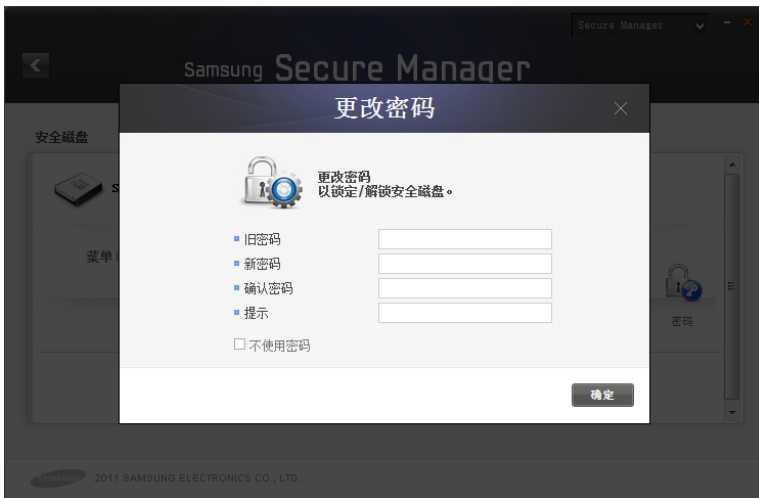 Secure Manager
Samsung Secure Manager
更改密码
安全磁盘
更改密码
以锁定/解锁安全磁盘。
S
旧密码
菜单
新密码
确认密码
提示
密码
不使用密码
确定
SAMSUNG 2011 SAMSUNG ELECTRONICS CO., LTD.